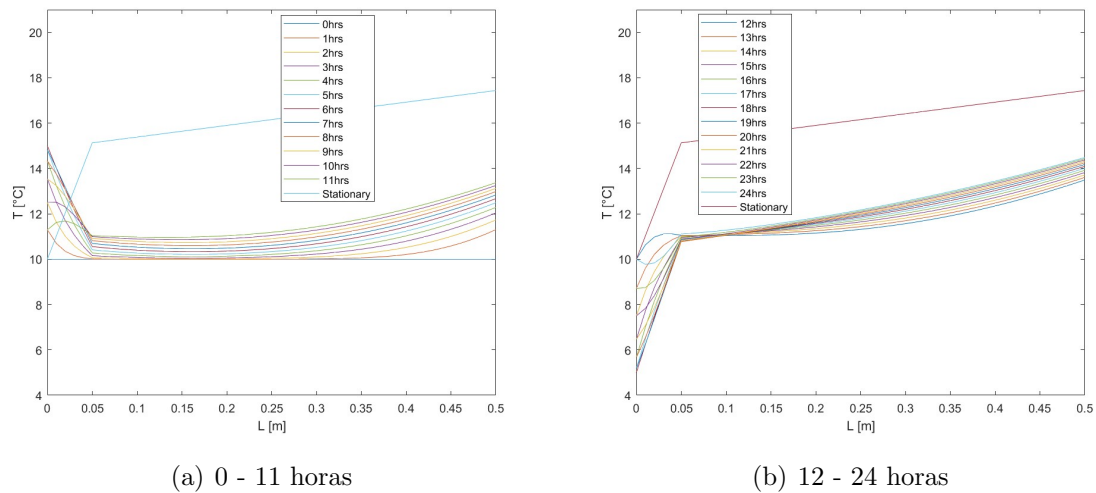 20
18
16
14
12
10
8
6
4
T [°C]
0
0.05
0.1
0.15
0.2
0.25
0.3
0.35
0.4
0.45
0.5
L [m]
0hrs
1hrs
2hrs
3hrs
4hrs
5hrs
6hrs
7hrs
8hrs
9hrs
10hrs
11hrs
Stationary
(a) 0 - 11 horas
20
18
16
14
12
10
8
6
4
T [°C]
0
0.05
0.1
0.15
0.2
0.25
0.3
0.35
0.4
0.45
0.5
L [m]
12hrs
13hrs
14hrs
15hrs
16hrs
17hrs
18hrs
19hrs
20hrs
21hrs
22hrs
23hrs
24hrs
Stationary
(b) 12 - 24 horas